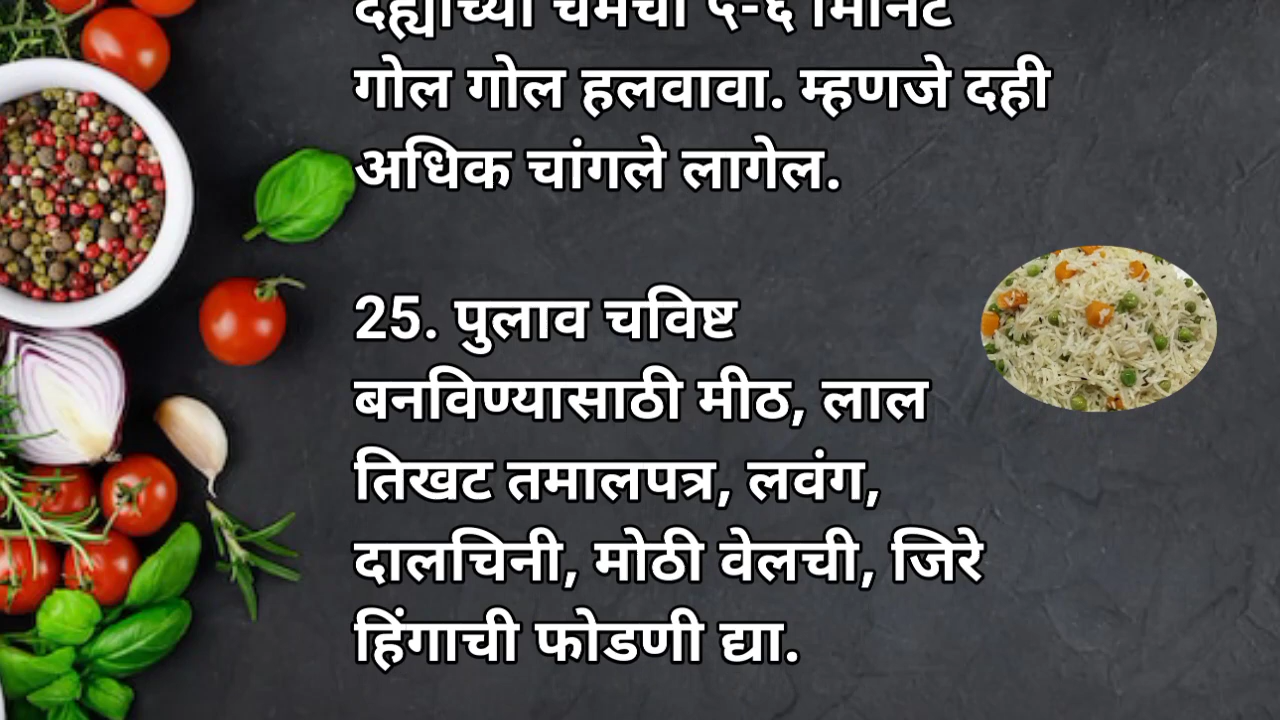 दह्याच्या चमचा ५-६ मिनिट
गोल गोल हलवावा. म्हणजे दही
अधिक चांगले लागेल.
25. पुलाव चविष्ट
बनविण्यासाठी मीठ, लाल
तिखट तमालपत्र, लवंग,
दालचिनी, मोठी वेलची, जिरे
हिंगाची फोडणी द्या.